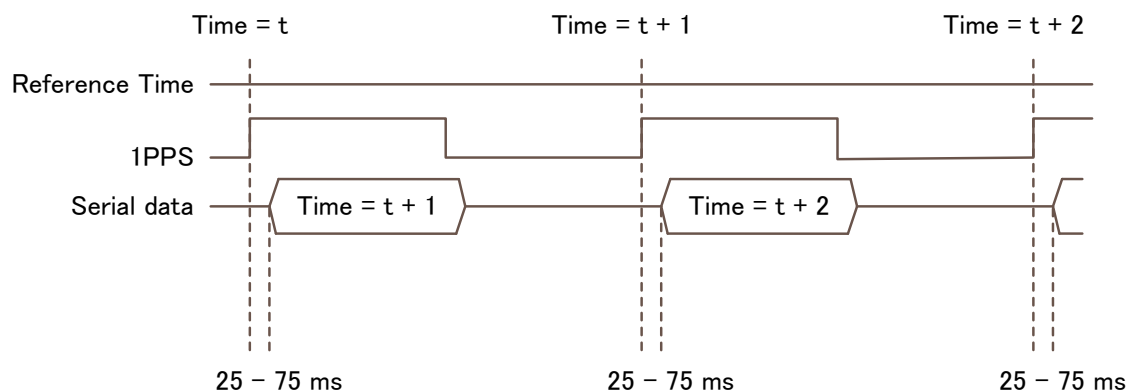 Time = t
Time = t + 1
Time = t + 2
Reference Time
1PPS
Serial data
Time = t + 1
Time = t + 2
25 – 75 ms
25 – 75 ms
25 – 75 ms